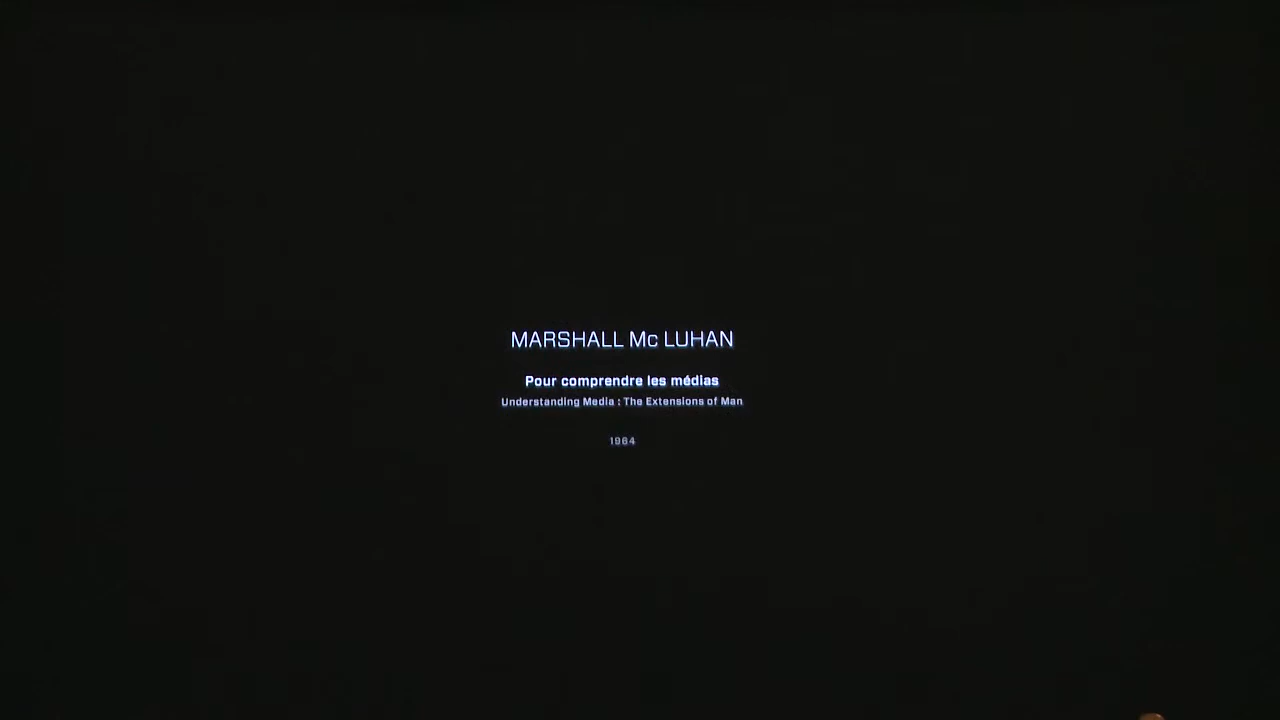 MARSHALL Mc LUHAN
Pour comprendre les médias
Understanding Media : The Extensions of Man
1964